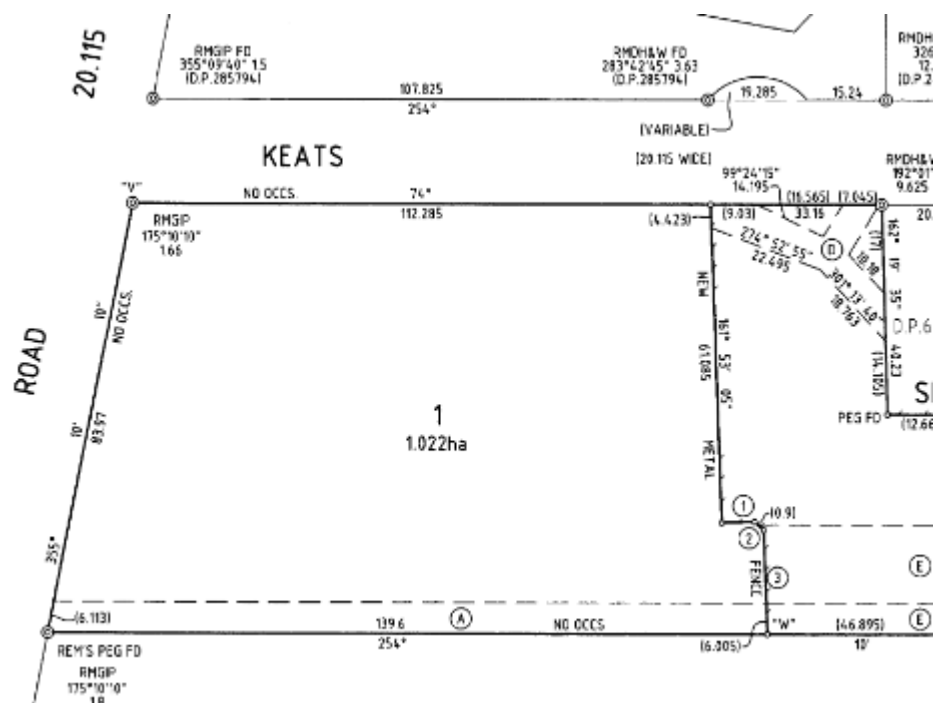 20.115
RMGIP FD
355°09'40" 1.5
(D.P.285794)
RMDH&W FD
283°42'45" 3.63
(D.P.285794)
RMDH
326
12.
(D.P.2
107.825
254°
19.285
15.24
(VARIABLE)
KEATS
(20.115 WIDE)
99°24'15"
14.195
RMDH&W
192°01'
9.625
"V"
NO OCCS.
74°
112.285
(16.565)
(7.045)
(4.423)
(9.03)
33.16
20.
RMGIP
175°10'10"
1.66
274° 52' 55"
22.495
D
(17)
10.18
162° 19' 35"
40.23
301° 13' 40
18.763
D.P.6
(14.105)
10"
NO OCCS.
NEW
161° 53' 05"
61.085
METAL
ROAD
10'
83.97
355°
1
1.022ha
PEG FD
(12.66
1
(0.9)
2
FENCE
3
E
(6.113)
139.6
A
NO OCCS
"W"
(46.895)
E
254°
(6.005)
10'
REM'S PEG FD
RMGIP
175°10'0"
1.8